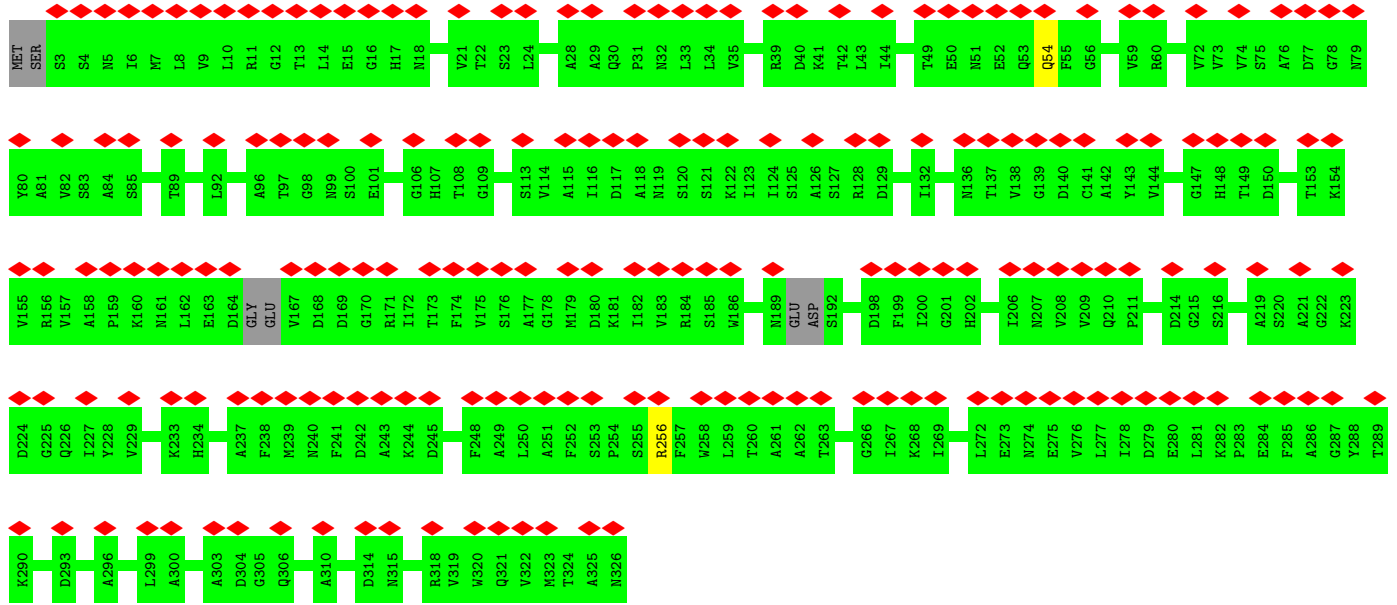 MET SER S3 S4 N5 I6 M7 L8 V9 L10 R11 G12 T13 L14 E15 G16 H17 N18 V21 T22 S23 L24 A28 A29 Q30 P31 N32 L33 L34 V35 R39 D40 K41 T42 L43 I44 T49 E50 N51 E52 Q53 Q54 F55 G56 V59 R60 V72 V73 V74 S75 A76 D77 G78 N79
Y80 A81 V82 S83 A84 S85 T89 L92 A96 T97 G98 N99 S100 E101 G106 H107 T108 G109 S113 V114 A115 I116 D117 A118 N119 S120 S121 K122 I123 I124 S125 A126 S127 R128 D129 I132 N136 T137 V138 G139 D140 C141 A142 Y143 V144 G147 H148 T149 D150 T153 K154
V155 R156 V157 A158 P159 K160 N161 L162 E163 D164 GLY GLU V167 D168 D169 G170 R171 I172 T173 F174 V175 S176 A177 G178 M179 D180 K181 I182 V183 R184 S185 W186 N189 GLU ASP S192 D198 F199 I200 G201 H202 I206 N207 V208 V209 Q210 P211 D214 G215 S216 A219 S220 A221 G222 K223
D224 G225 Q226 I227 Y228 V229 K233 H234 A237 F238 M239 N240 F241 D242 A243 K244 D245 F248 A249 L250 A251 F252 S253 P254 S255 R256 F257 W258 L259 T260 A261 A262 T263 G266 I267 K268 I269 L272 E273 N274 E275 V276 L277 I278 D279 E280 L281 K282 P283 E284 F285 A286 G287 Y288 T289
K290 D293 A296 L299 A300 A303 D304 G305 Q306 A310 D314 N315 R318 V319 W320 Q321 V322 M323 T324 A325 N326